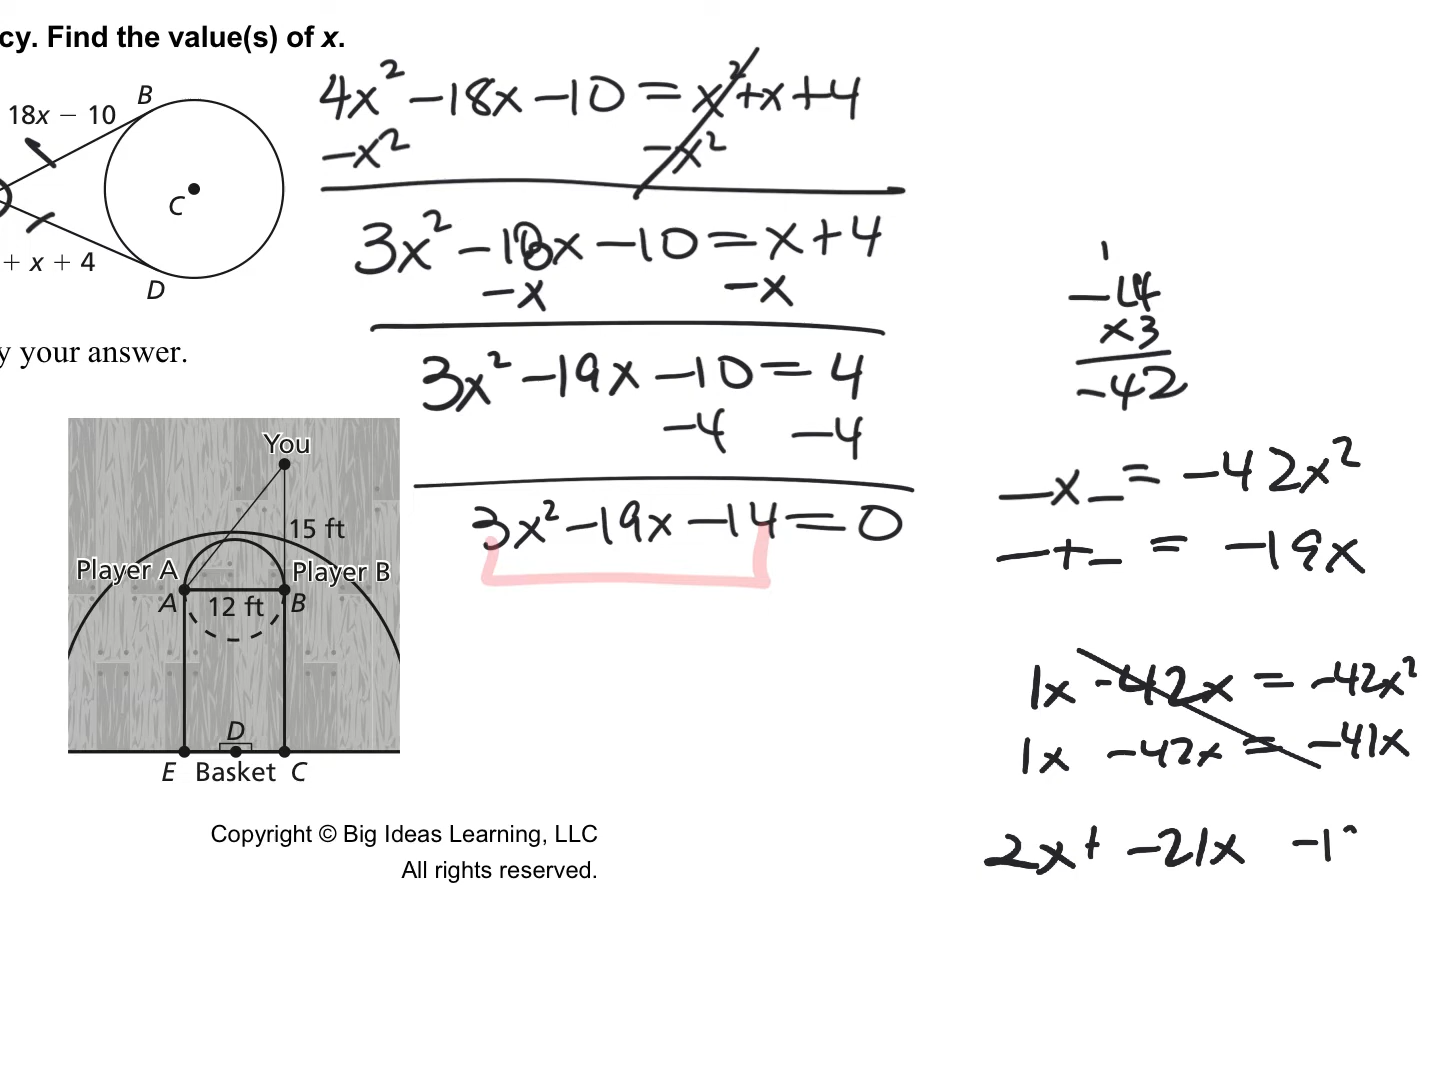 cy. Find the value(s) of x.
18x − 10
B
C
+ x + 4
D
y your answer.
4x² −18x −10 = x² +x +4
−x² −x²
3x² −18x −10 = x + 4
−x −x
3x² −19x −10 = 4
−4 −4
3x² −19x −14 = 0
1
−14
x3
−42
_x_ = −42x²
_+_ = −19x
1x -42x = -42x²
1x −42x = −41x
2x + −21x
You
15 ft
Player A
Player B
A
12 ft
B
D
E Basket C
Copyright © Big Ideas Learning, LLC
All rights reserved.